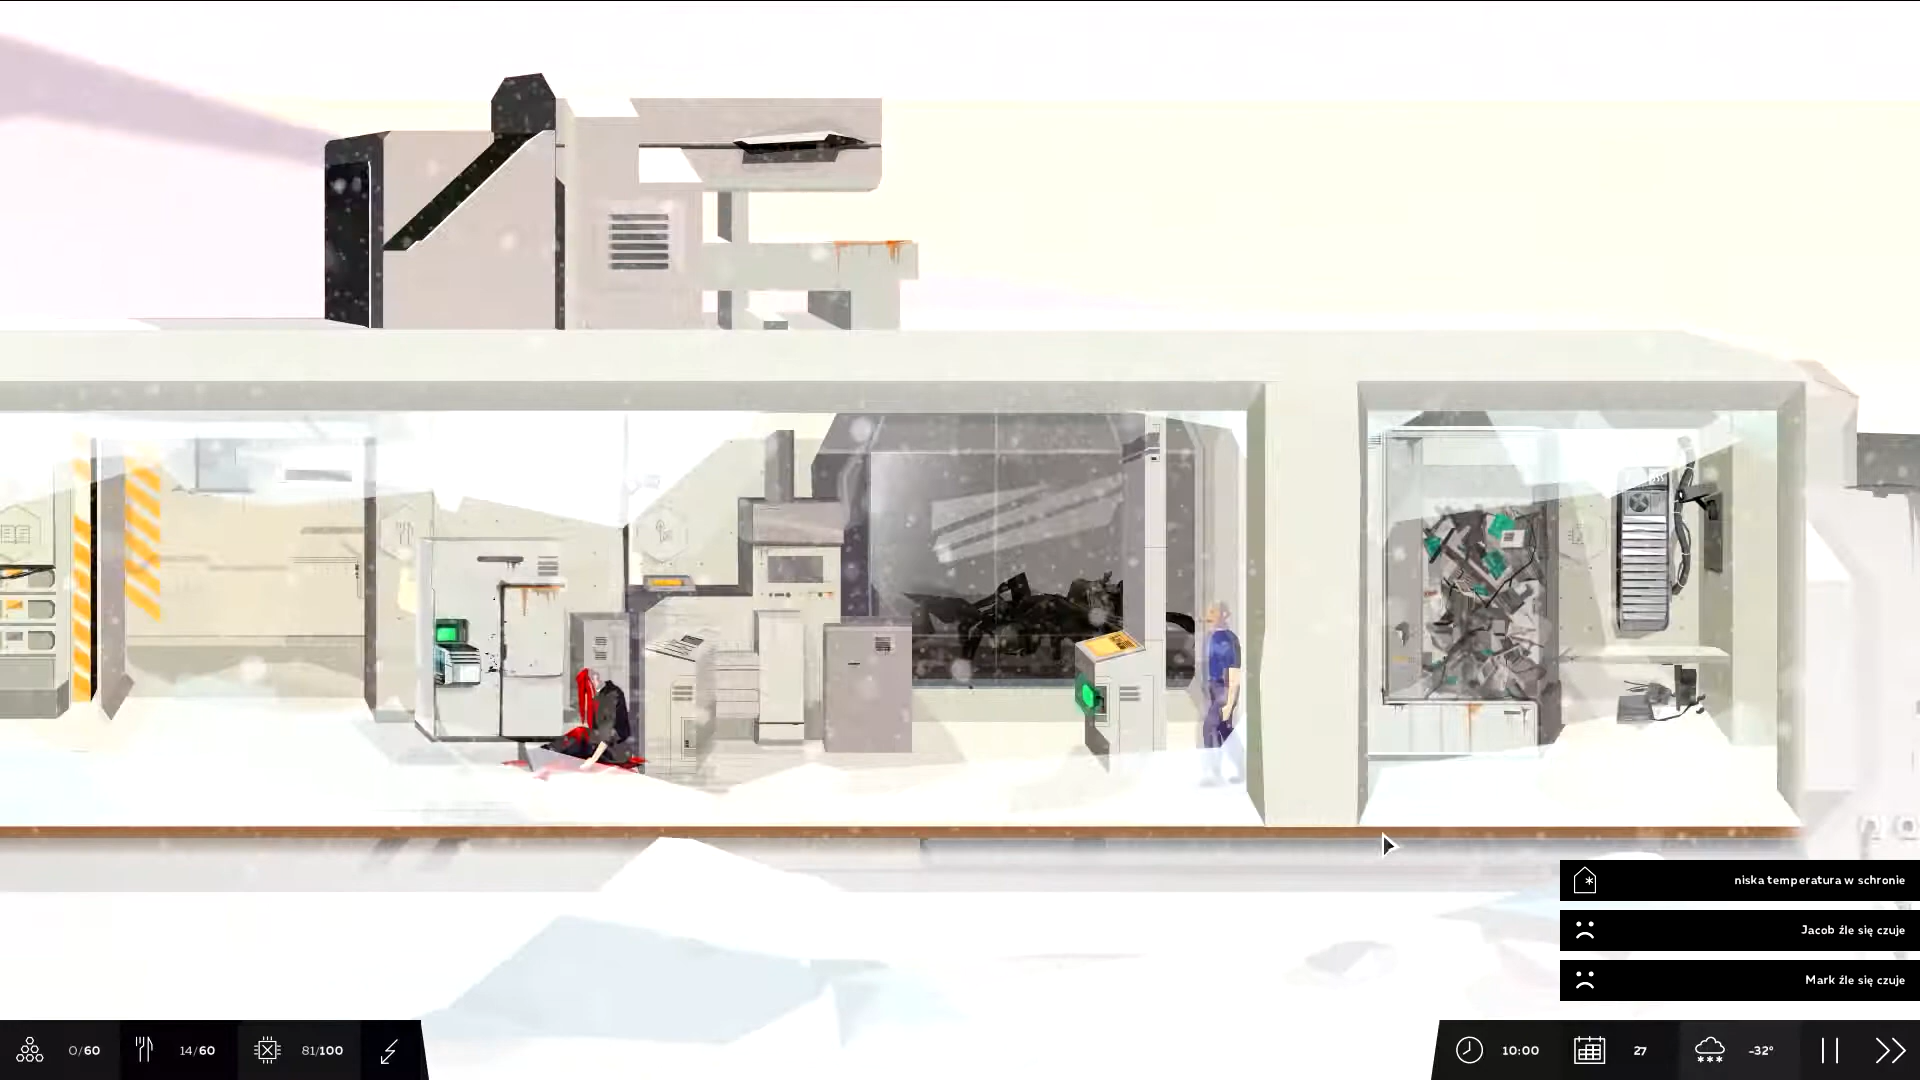 niska temperatura w schronie
Jacob źle się czuje
Mark źle się czuje
0/60
14/60
81/100
10:00
27
-32°